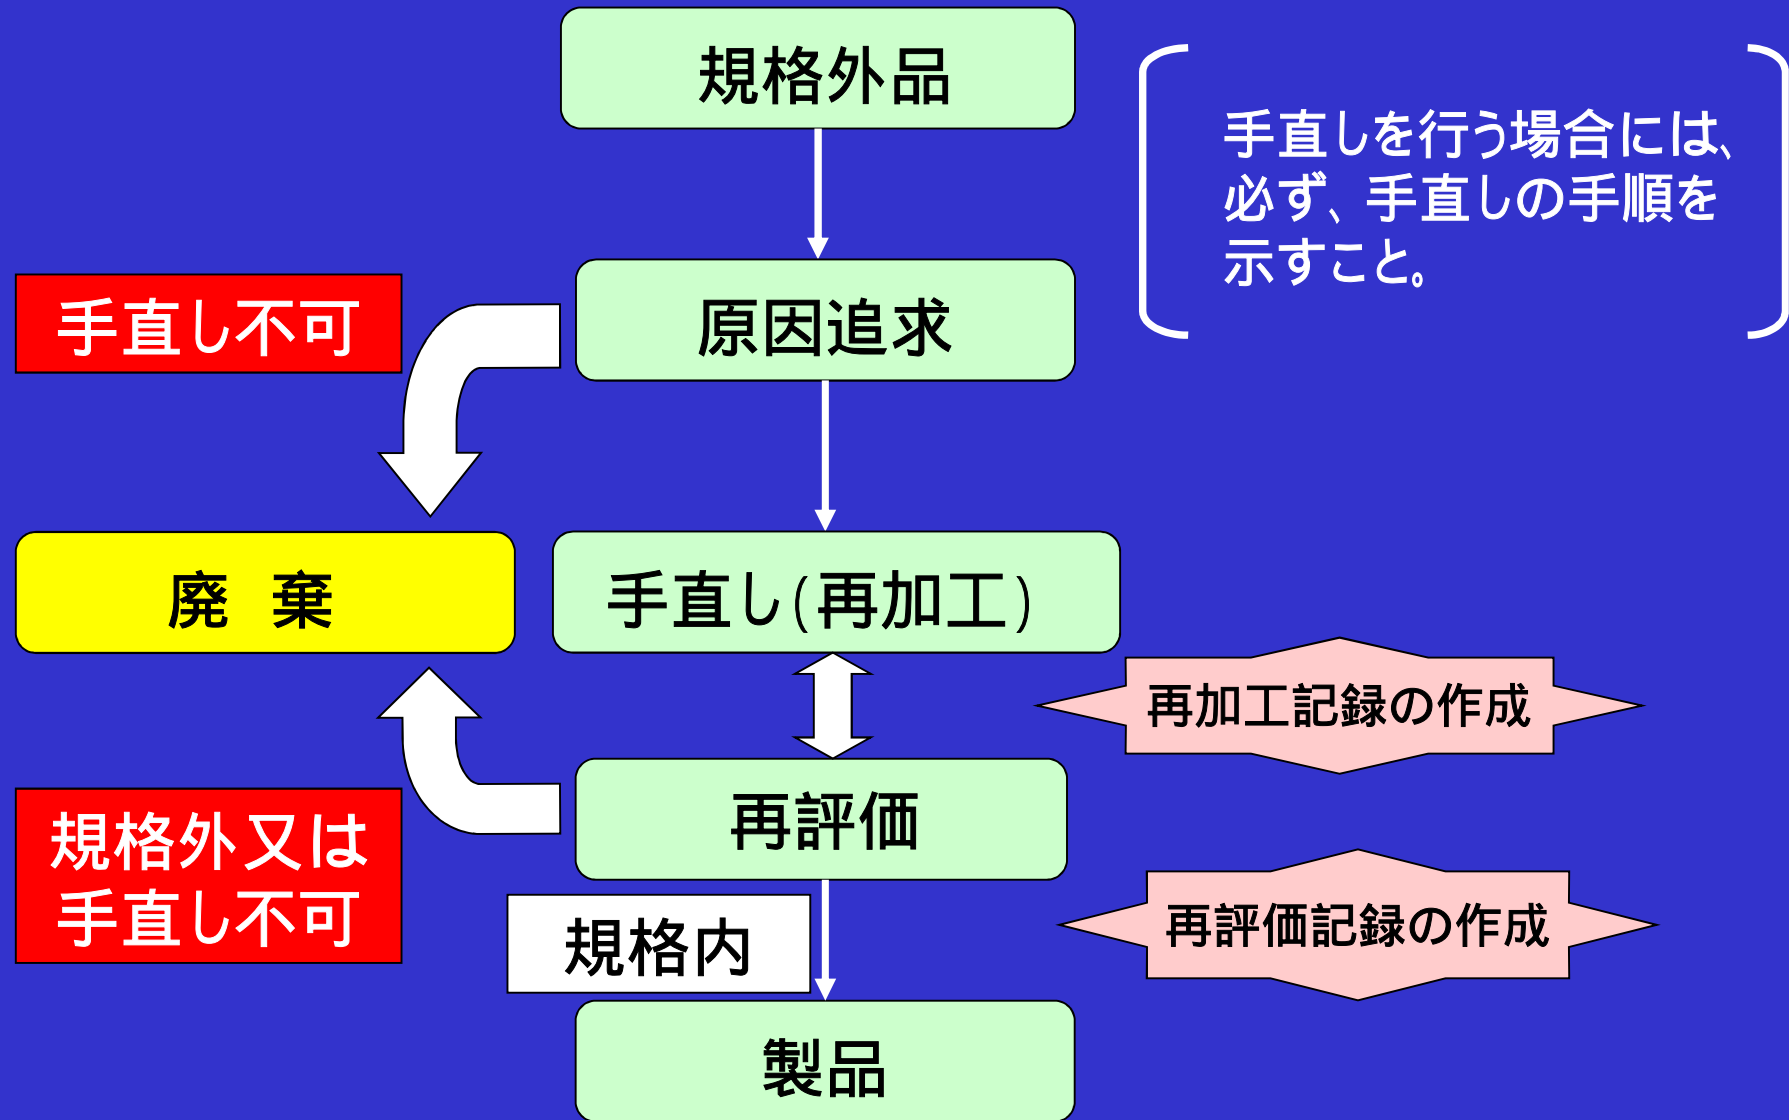 規格外品
手直しを行う場合には、
必ず、手直しの手順を
示すこと。
手直し不可
原因追求
廃 棄
手直し(再加工)
再加工記録の作成
再評価
規格外又は
手直し不可
再評価記録の作成
規格内
製品